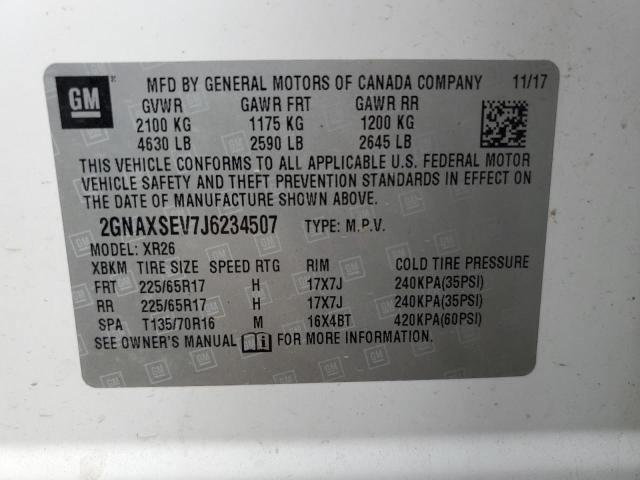 GM MFD BY GENERAL MOTORS OF CANADA COMPANY 11/17
GVWR GAWR FRT GAWR RR
2100 KG 1175 KG 1200 KG
4630 LB 2590 LB 2645 LB
THIS VEHICLE CONFORMS TO ALL APPLICABLE U.S. FEDERAL MOTOR
VEHICLE SAFETY AND THEFT PREVENTION STANDARDS IN EFFECT ON
THE DATE OF MANUFACTURE SHOWN ABOVE.
2GNAXSEV7J6234507 TYPE: M.P.V.
MODEL: XR26
XBKM TIRE SIZE SPEED RTG RIM COLD TIRE PRESSURE
FRT 225/65R17 H 17X7J 240KPA(35PSI)
RR 225/65R17 H 17X7J 240KPA(35PSI)
SPA T135/70R16 M 16X4BT 420KPA(60PSI)
SEE OWNER'S MANUAL FOR MORE INFORMATION.